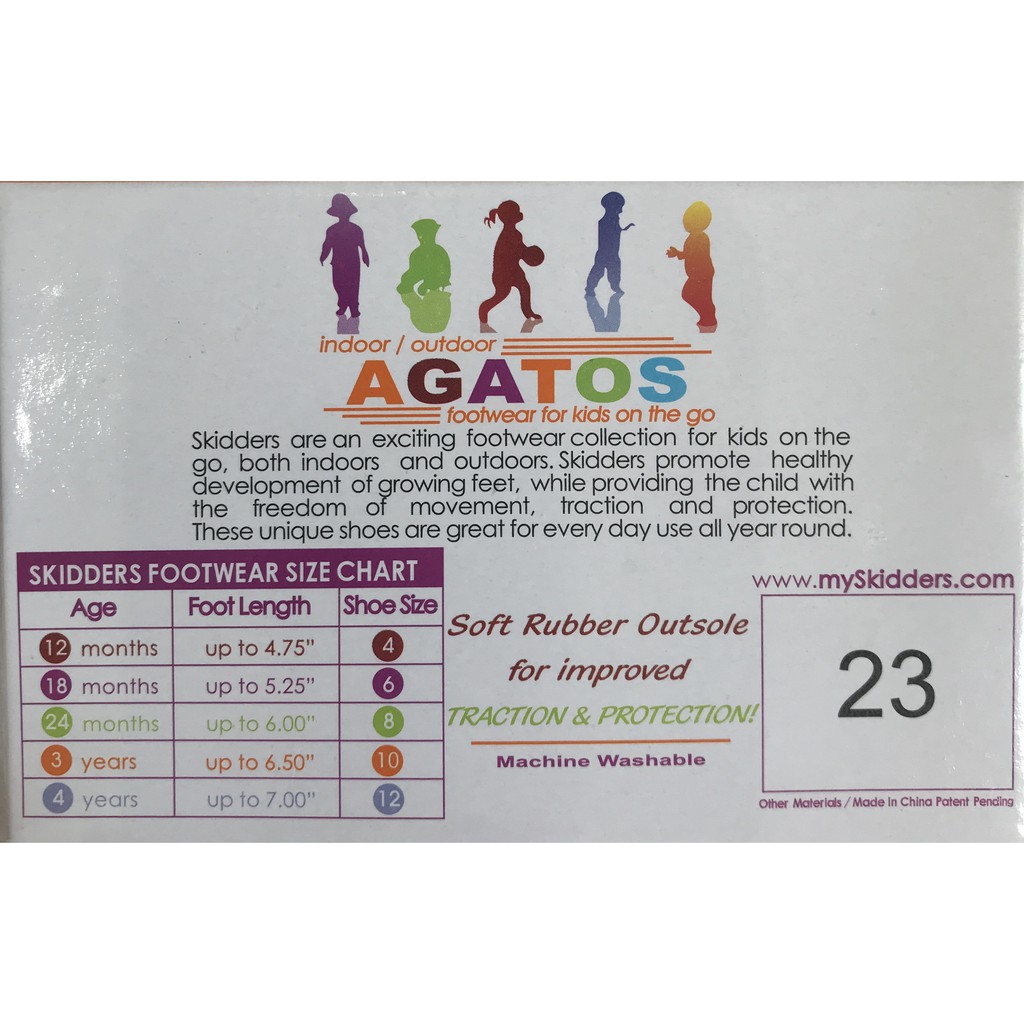 indoor / outdoor
AGATOS
footwear for kids on the go
Skidders are an exciting footwear collection for kids on the
go, both indoors and outdoors. Skidders promote healthy
development of growing feet, while providing the child with
the freedom of movement, traction and protection.
These unique shoes are great for every day use all year round.
SKIDDERS FOOTWEAR SIZE CHART
Age Foot Length Shoe Size
12 months up to 4.75" 4
18 months up to 5.25" 6
24 months up to 6.00" 8
3 years up to 6.50" 10
4 years up to 7.00" 12
Soft Rubber Outsole
for improved
TRACTION & PROTECTION!
Machine Washable
www.mySkidders.com
23
Other Materials / Made in China Patent Pending